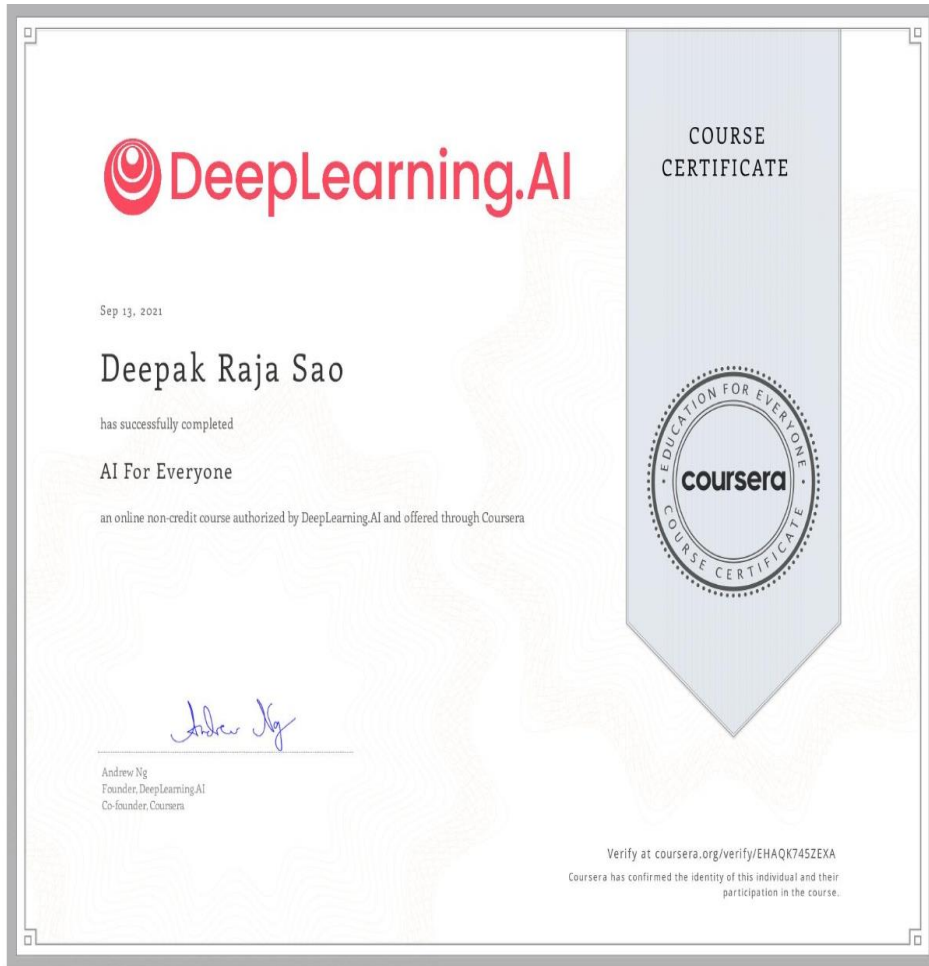 DeepLearning.AI
COURSE
CERTIFICATE
Sep 13, 2021
Deepak Raja Sao
has successfully completed
AI For Everyone
an online non-credit course authorized by DeepLearning.AI and offered through Coursera
EDUCATION FOR EVERYONE
coursera
COURSE CERTIFICATE
Andrew Ng
Andrew Ng
Founder, DeepLearning.AI
Co-founder, Coursera
Verify at coursera.org/verify/EHAQK745ZEXA
Coursera has confirmed the identity of this individual and their
participation in the course.